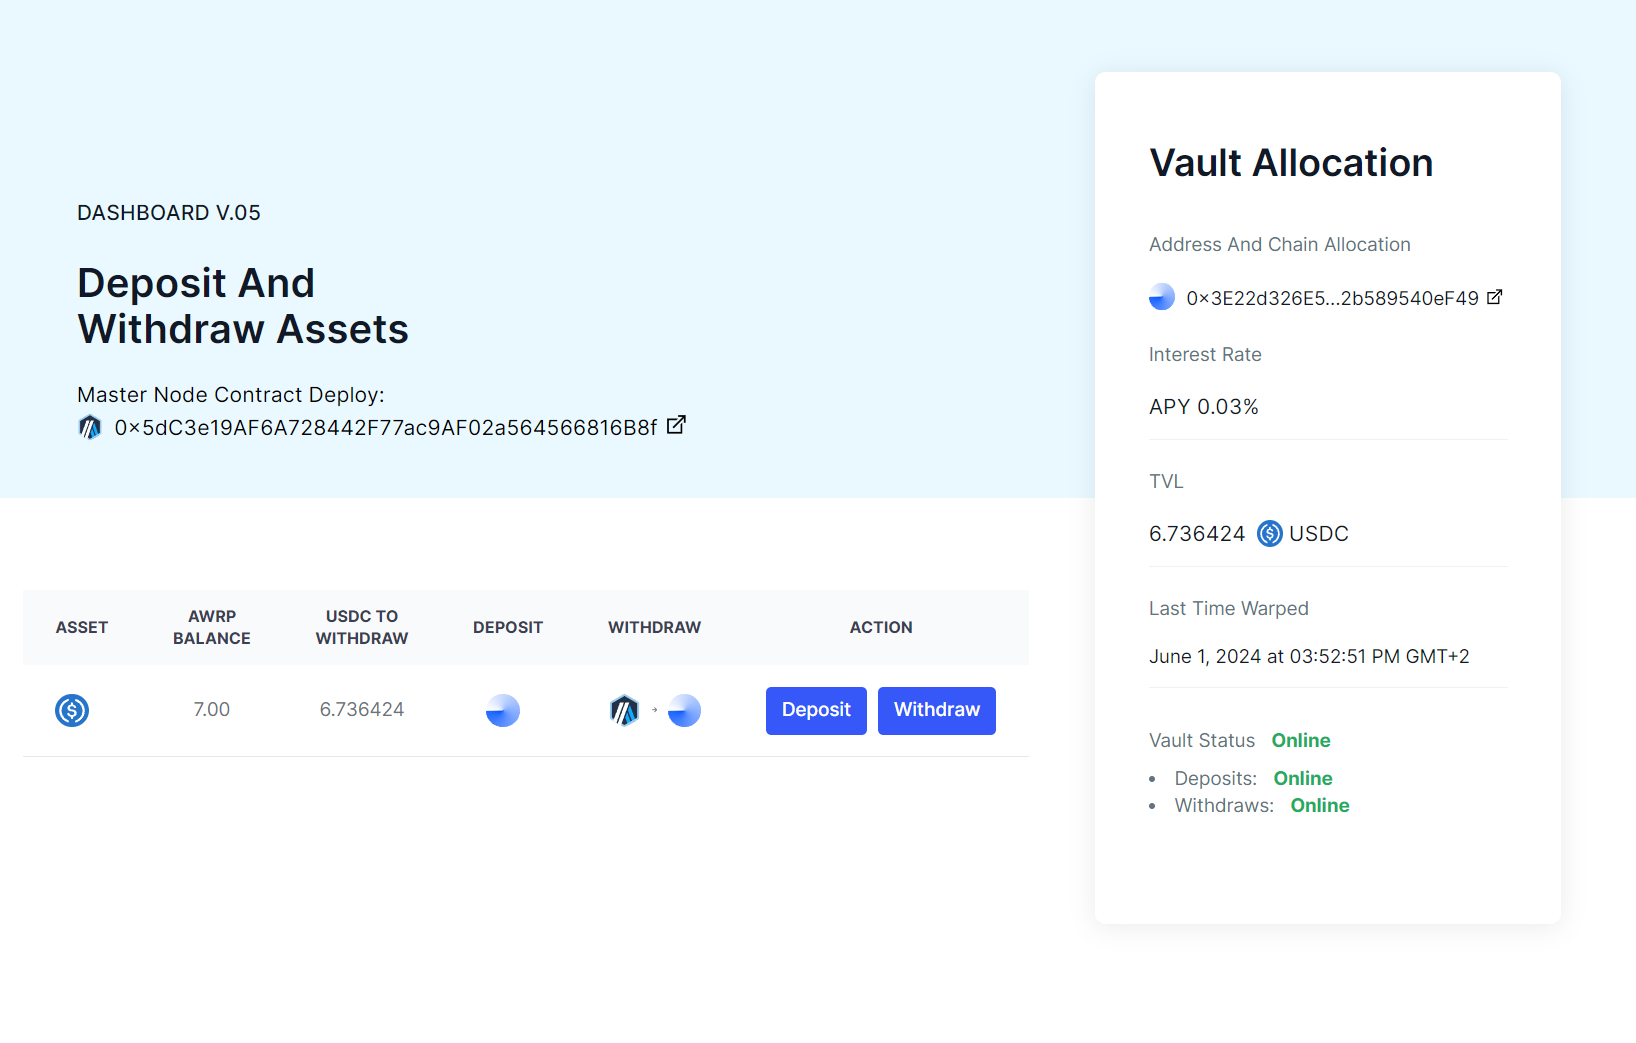 DASHBOARD V.05
Deposit And
Withdraw Assets
Master Node Contract Deploy:
0×5dC3e19AF6A728442F77ac9AF02a564566816B8f
ASSET
AWRP
BALANCE
USDC TO
WITHDRAW
DEPOSIT
WITHDRAW
ACTION
7.00
6.736424
Deposit
Withdraw
Vault Allocation
Address And Chain Allocation
0×3E22d326E5...2b589540eF49
Interest Rate
APY 0.03%
TVL
6.736424 USDC
Last Time Warped
June 1, 2024 at 03:52:51 PM GMT+2
Vault Status Online
• Deposits: Online
• Withdraws: Online